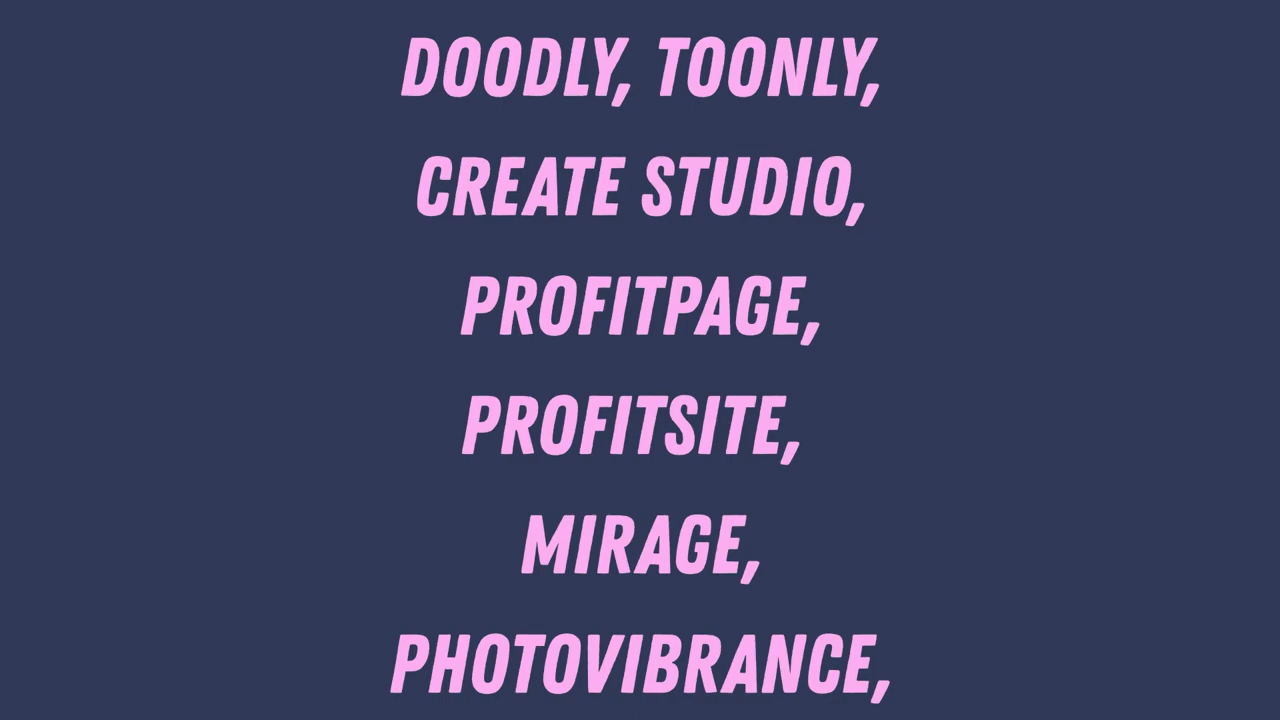 DOODLY, TOONLY,
CREATE STUDIO,
PROFITPAGE,
PROFITSITE,
MIRAGE,
PHOTOVIBRANCE,